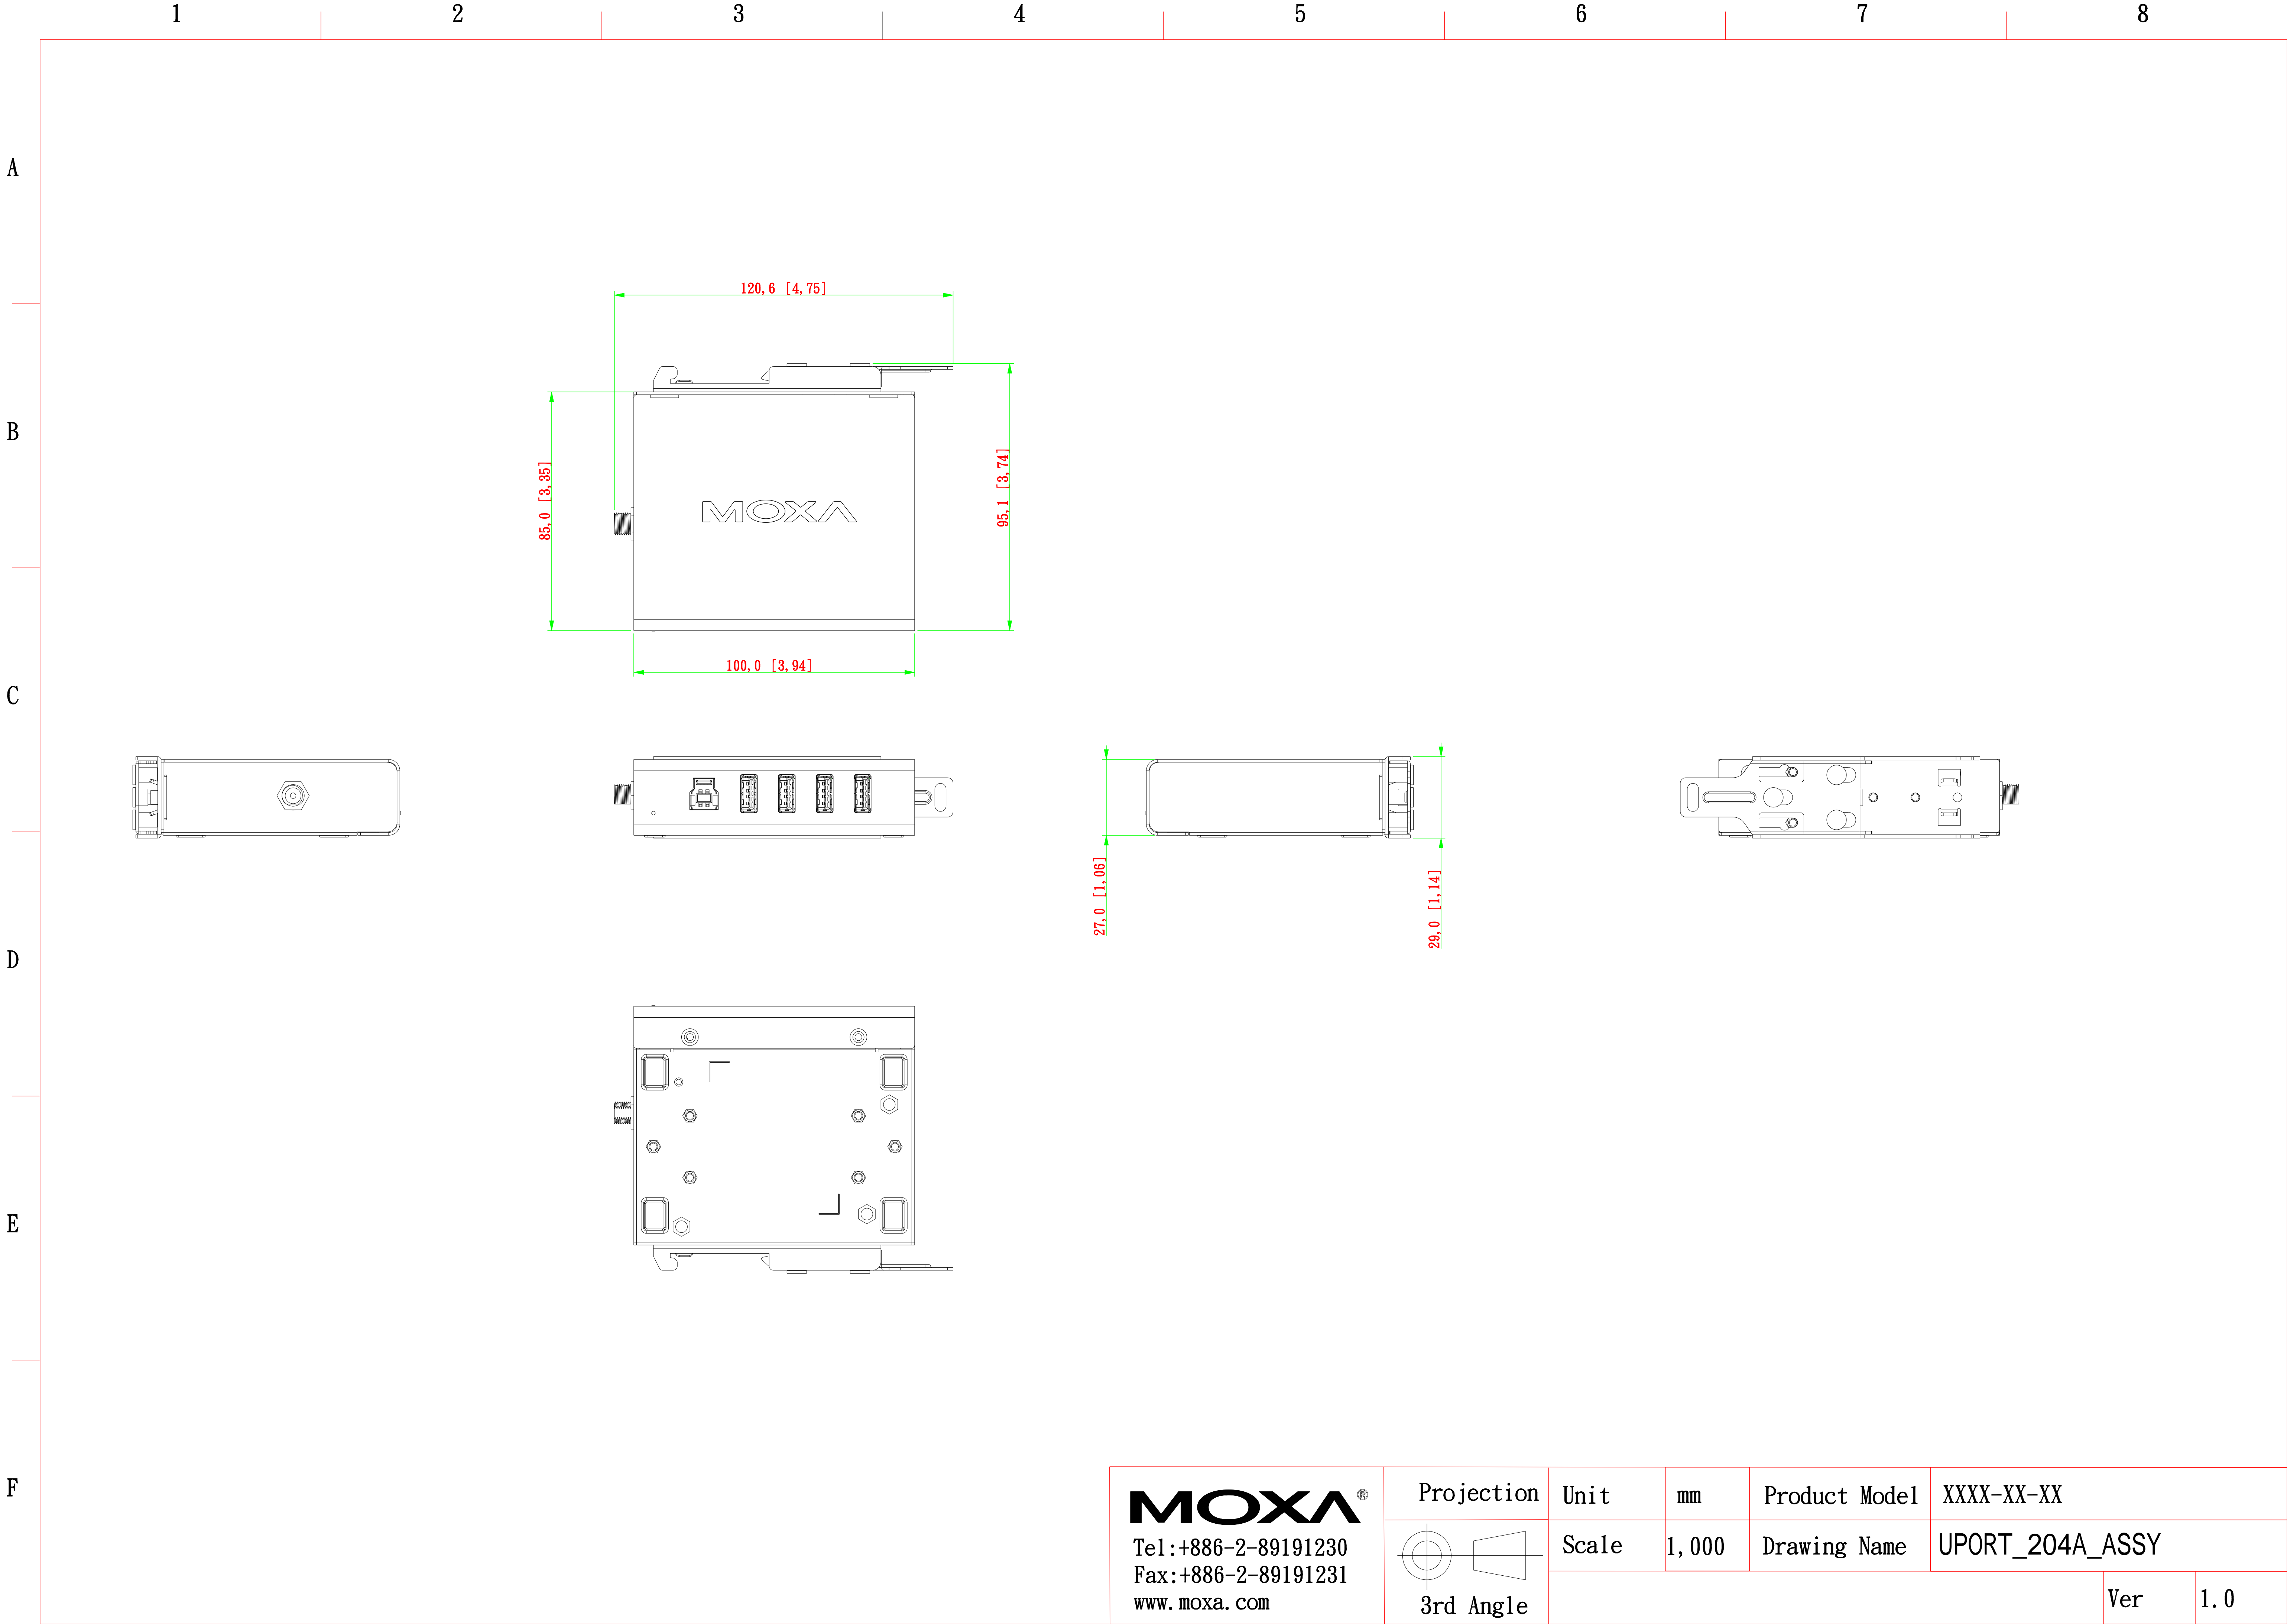 1 2 3 4 5 6 7 8
A
B
C
D
E
F
120,6 [4,75]
85,0 [3,35]
95,1 [3,74]
MOXA
100,0 [3,94]
27,0 [1,06]
29,0 [1,14]
MOXA®
Tel:+886-2-89191230
Fax:+886-2-89191231
www.moxa.com
Projection
3rd Angle
Unit mm Product Model XXXX-XX-XX
Scale 1,000 Drawing Name UPORT_204A_ASSY
Ver 1.0